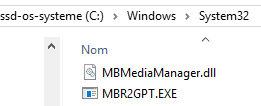 ssd-os-systeme (C:) > Windows > System32
Nom
MBMediaManager.dll
MBR2GPT.EXE